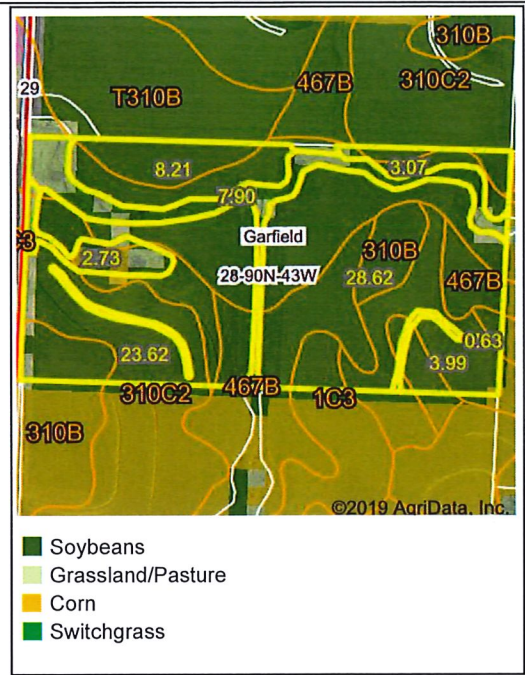 310B
467B
310C2
29
T310B
8.21
3.07
7.90
Garfield
2.73
310B
28-90N-43W
28.62
467B
0.63
23.62
3.99
310C2
467B
1C3
310B
©2019 AgriData, Inc.
Soybeans
Grassland/Pasture
Corn
Switchgrass